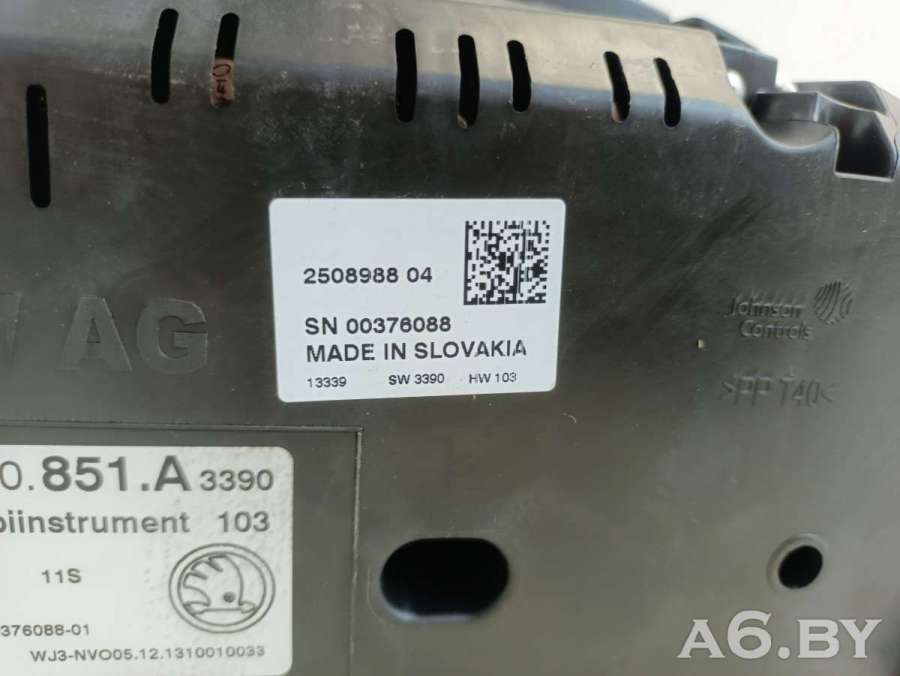 2508988 04
SN 00376088
MADE IN SLOVAKIA
13339 SW 3390 HW 103
AG
Johnson
Controls
>PP T40<
0.851.A 3390
biinstrument 103
11S
376088-01
WJ3-NVO05.12.1310010033
A6.BY